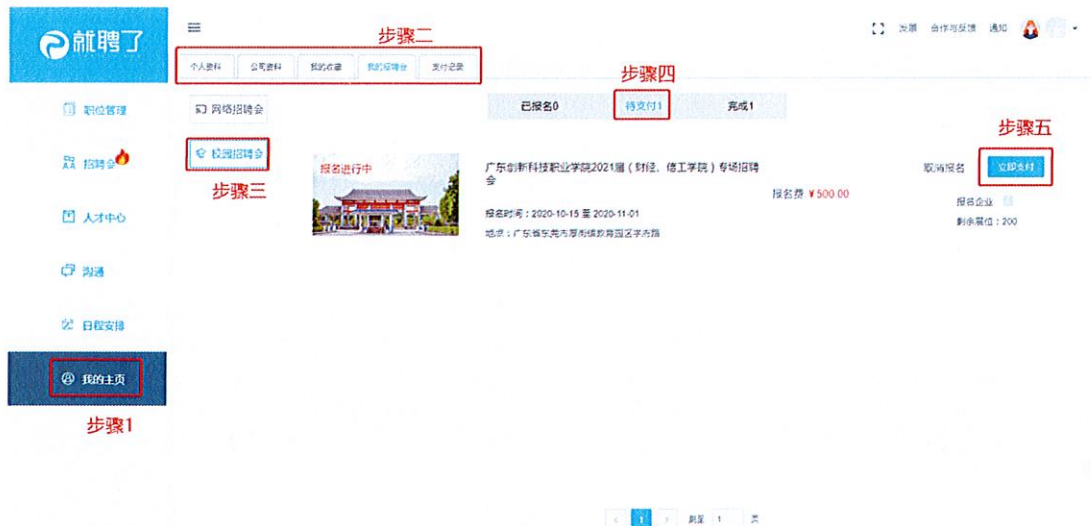 就聘了
步骤二
发票 合作与反馈 通知
个人资料 公司资料 我的收藏 我的招聘会 支付记录
步骤四
职位管理
网络招聘会
已报名0 待支付1 完成1
步骤五
招聘会
校园招聘会
步骤三
报名进行中
广东创新科技职业学院2021届(财经、信工学院)专场招聘会
取消报名 立即支付
报名费 ¥500.00
报名企业
人才中心
报名时间:2020-10-15 至 2020-11-01
剩余展位:200
地点:广东省东莞市厚街镇教育园区学府路
沟通
日程安排
我的主页
步骤1
1
跳至 1 页